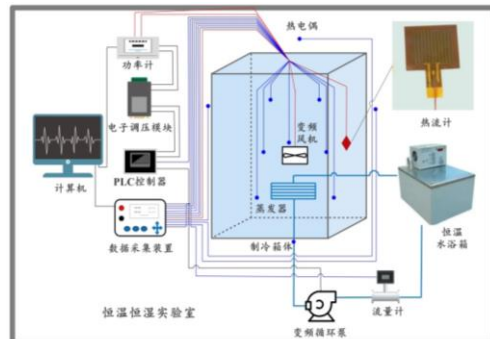 热电偶
功率计
电子调压模块
计算机
PLC控制器
数据采集装置
变频
风机
蒸发器
制冷箱体
热流计
恒温
水浴箱
流量计
变频循环泵
恒温恒湿实验室